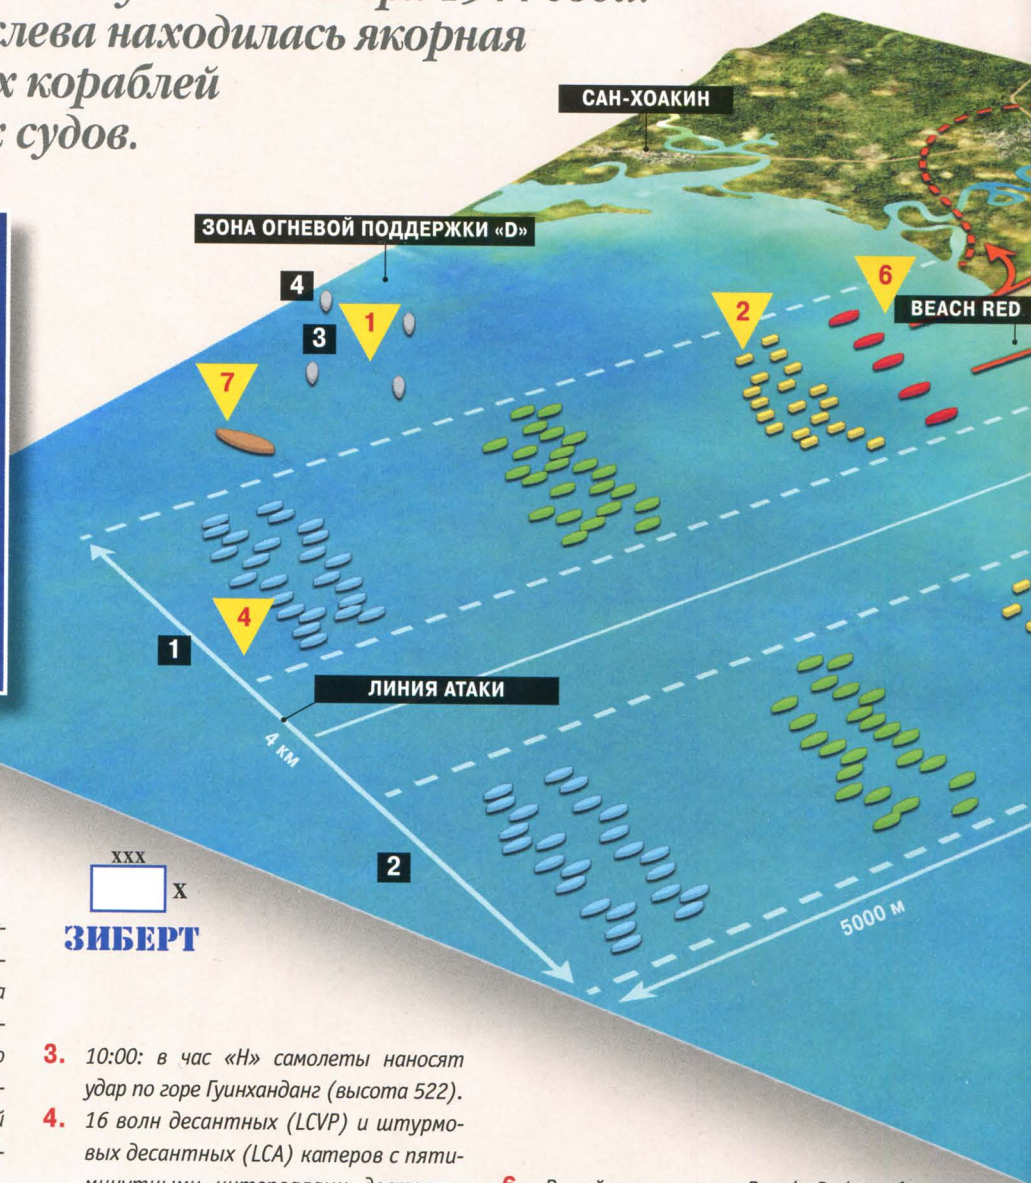 слева находилась якорная
х кораблей
судов.
САН-ХОАКИН
ЗОНА ОГНЕВОЙ ПОДДЕРЖКИ «D»
4
3
1
7
2
6
BEACH RED
4
1
ЛИНИЯ АТАКИ
4 КМ
2
5000 М
XXX
X
ЗИБЕРТ
3. 10:00: в час «Н» самолеты наносят
удар по горе Гуинханданг (высота 522).
4. 16 волн десантных (LCVP) и штурмо-
вых десантных (LCA) катеров с пяти-